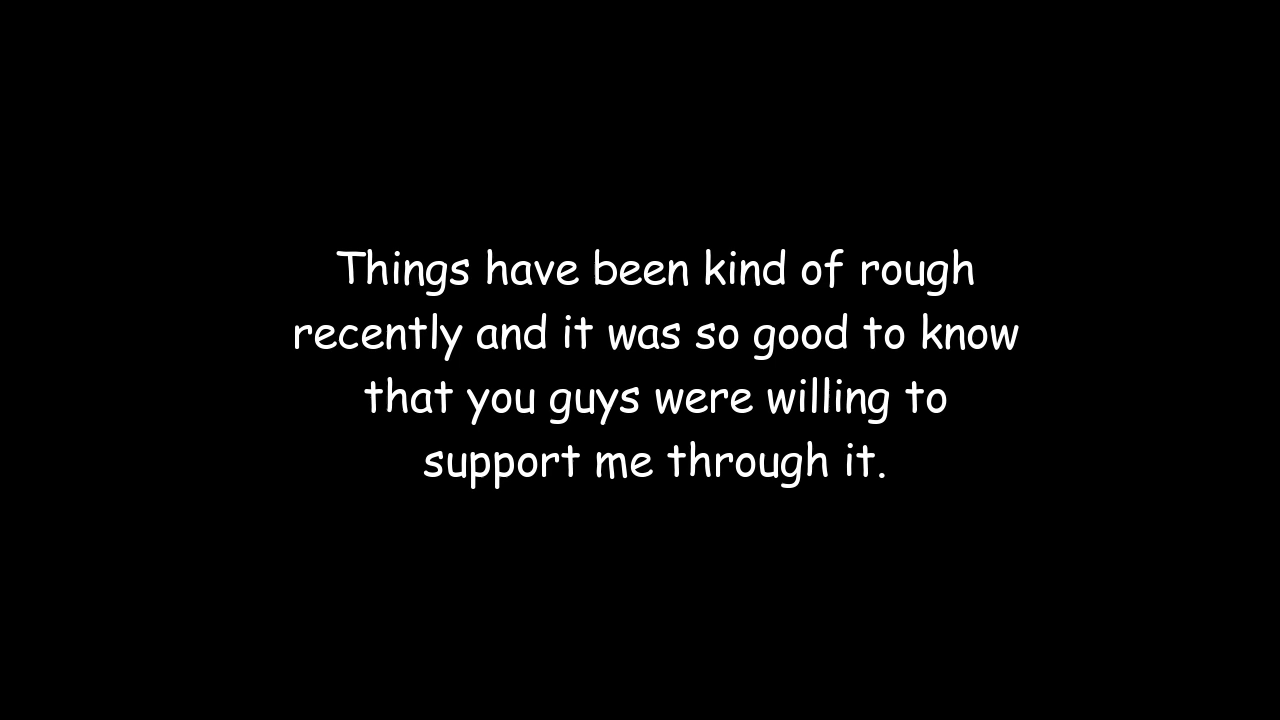 Things have been kind of rough
recently and it was so good to know
that you guys were willing to
support me through it.